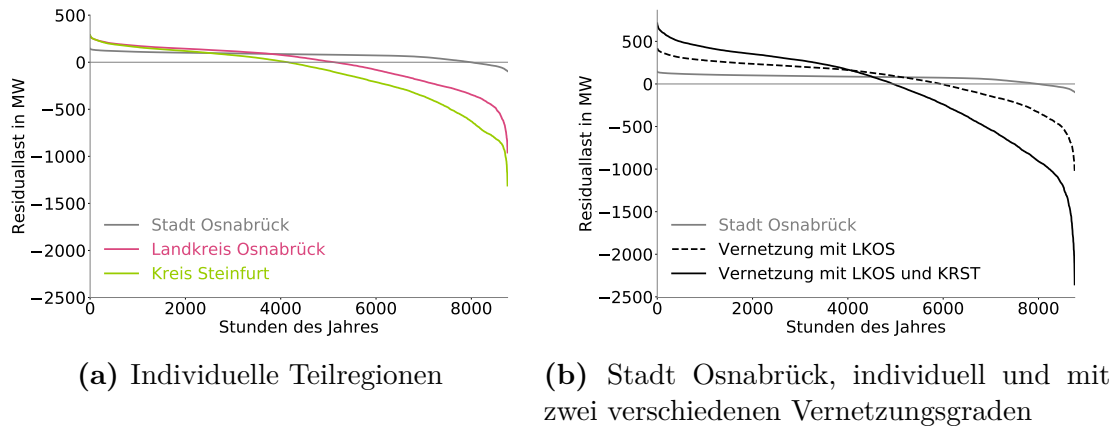 500
0
−500
−1000
−1500
−2000
−2500
Residuallast in MW
Stadt Osnabrück
Landkreis Osnabrück
Kreis Steinfurt
0
2000
4000
6000
8000
Stunden des Jahres
(a) Individuelle Teilregionen
500
0
−500
−1000
−1500
−2000
−2500
Residuallast in MW
Stadt Osnabrück
Vernetzung mit LKOS
Vernetzung mit LKOS und KRST
0
2000
4000
6000
8000
Stunden des Jahres
(b) Stadt Osnabrück, individuell und mit
zwei verschiedenen Vernetzungsgraden